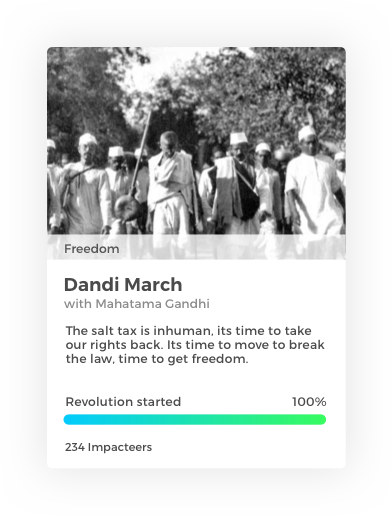 Freedom
Dandi March
with Mahatama Gandhi
The salt tax is inhuman, its time to take
our rights back. Its time to move to break
the law, time to get freedom.
Revolution started 100%
234 Impacteers